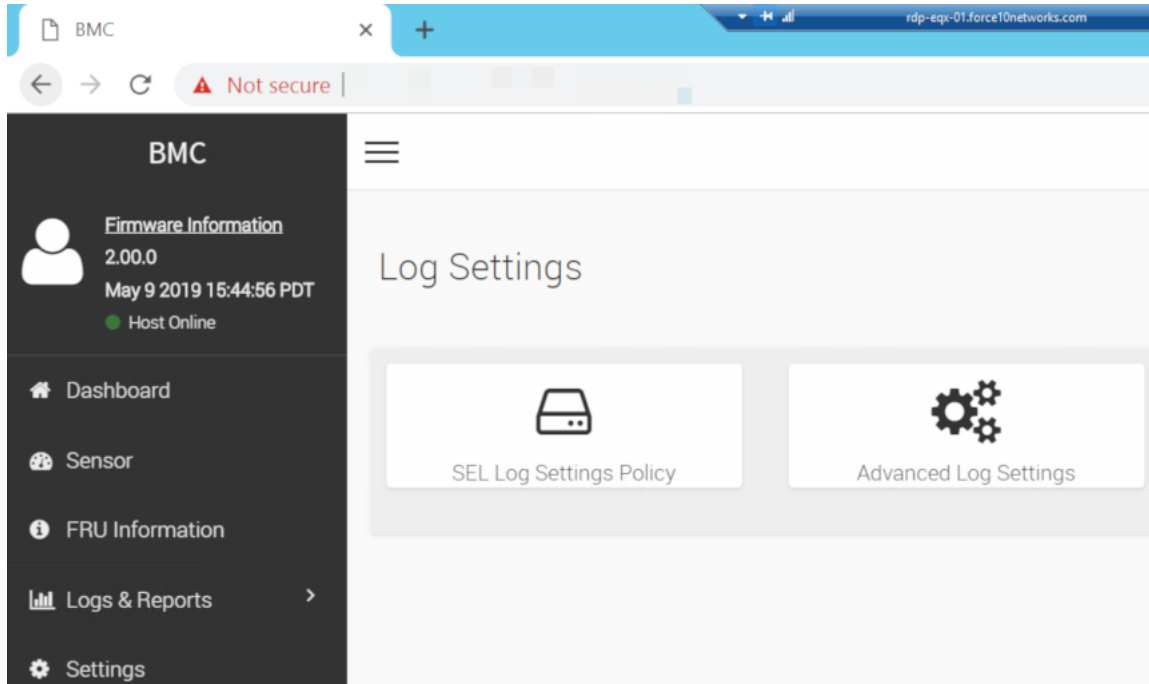 BMC
rdp-eqx-01.force10networks.com
Not secure
BMC
Firmware Information
2.00.0
May 9 2019 15:44:56 PDT
Host Online
Dashboard
Sensor
FRU Information
Logs & Reports
Settings
Log Settings
SEL Log Settings Policy
Advanced Log Settings